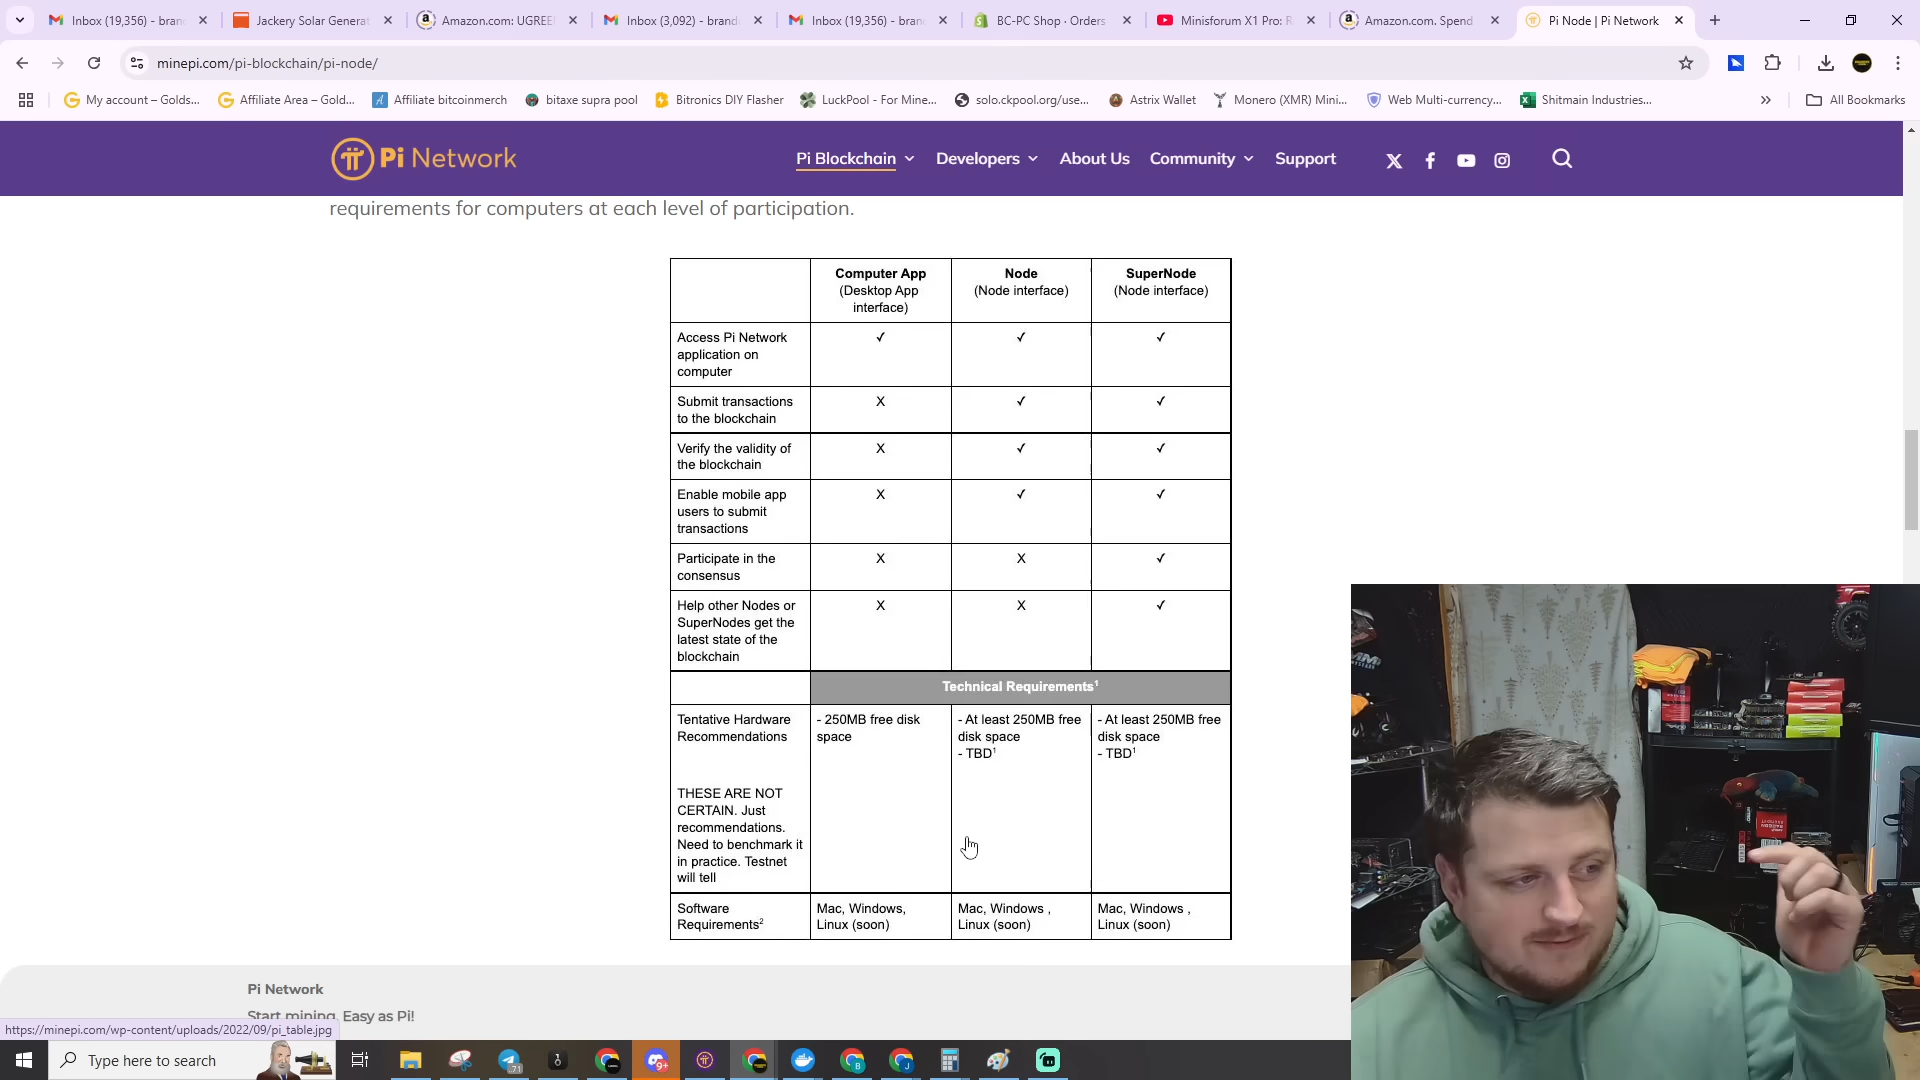 Inbox (19,356) - bran
Jackery Solar Generat
Amazon.com: UGREE
Inbox (3,092) - brand
Inbox (19,356) - bran
BC-PC Shop · Orders
Minisforum X1 Pro: R
Amazon.com. Spend
Pi Node | Pi Network
minepi.com/pi-blockchain/pi-node/
My account – Golds...
Affiliate Area – Gold...
Affiliate bitcoinmerch
bitaxe supra pool
Bitronics DIY Flasher
LuckPool - For Mine...
solo.ckpool.org/use...
Astrix Wallet
Monero (XMR) Mini...
Web Multi-currency...
Shitmain Industries...
All Bookmarks
Pi Network
Pi Blockchain
Developers
About Us
Community
Support
requirements for computers at each level of participation.
Computer App
(Desktop App
interface)
Node
(Node interface)
SuperNode
(Node interface)
Access Pi Network
application on
computer
✓
✓
✓
Submit transactions
to the blockchain
X
✓
✓
Verify the validity of
the blockchain
X
✓
✓
Enable mobile app
users to submit
transactions
X
✓
✓
Participate in the
consensus
X
X
✓
Help other Nodes or
SuperNodes get the
latest state of the
blockchain
X
X
✓
Technical Requirements¹
Tentative Hardware
Recommendations
THESE ARE NOT
CERTAIN. Just
recommendations.
Need to benchmark it
in practice. Testnet
will tell
- 250MB free disk
space
- At least 250MB free
disk space
- TBD¹
- At least 250MB free
disk space
- TBD¹
Software
Requirements²
Mac, Windows,
Linux (soon)
Mac, Windows ,
Linux (soon)
Mac, Windows ,
Linux (soon)
Pi Network
Start mining, Easy as Pi!
https://minepi.com/wp-content/uploads/2022/09/pi_table.jpg
Type here to search